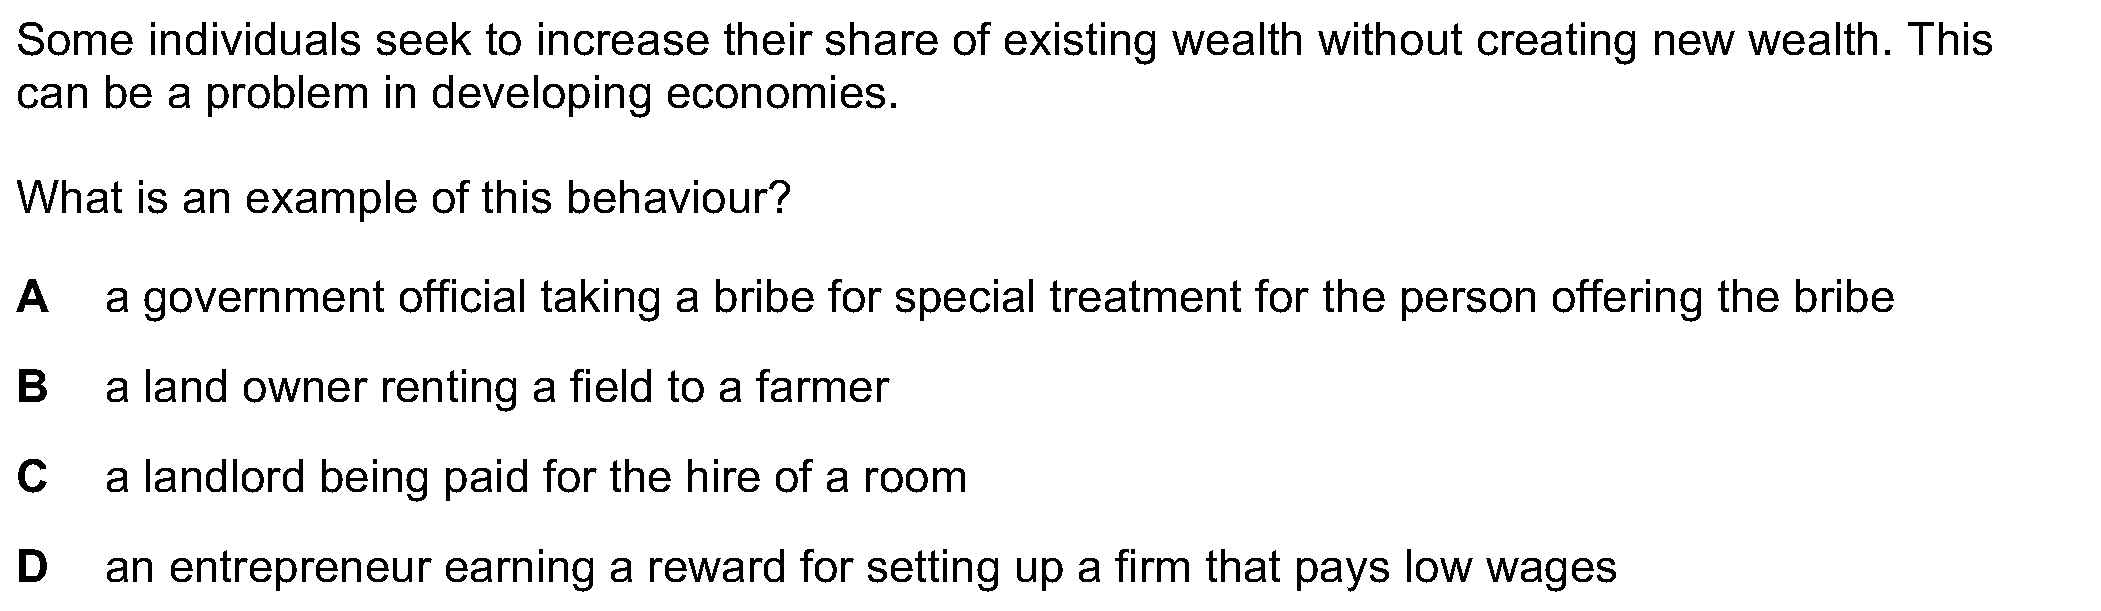 Some individuals seek to increase their share of existing wealth without creating new wealth. This
can be a problem in developing economies.
What is an example of this behaviour?
A a government official taking a bribe for special treatment for the person offering the bribe
B a land owner renting a field to a farmer
C a landlord being paid for the hire of a room
D an entrepreneur earning a reward for setting up a firm that pays low wages